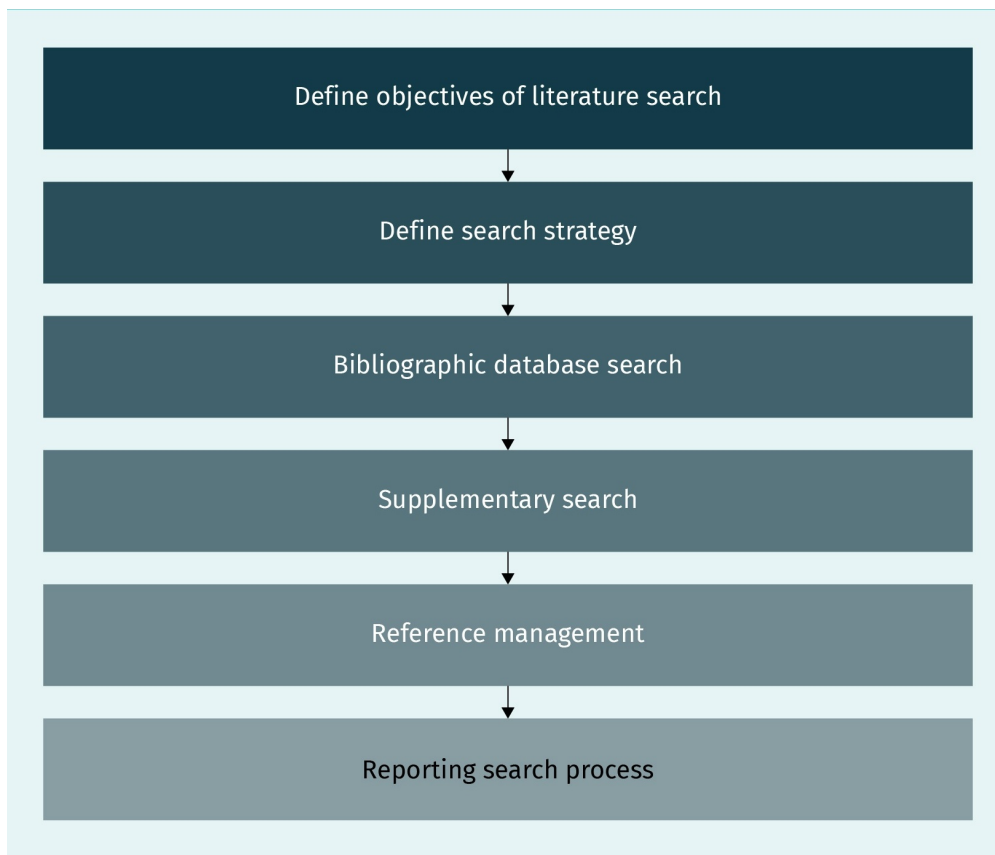 Define objectives of literature search
Define search strategy
Bibliographic database search
Supplementary search
Reference management
Reporting search process